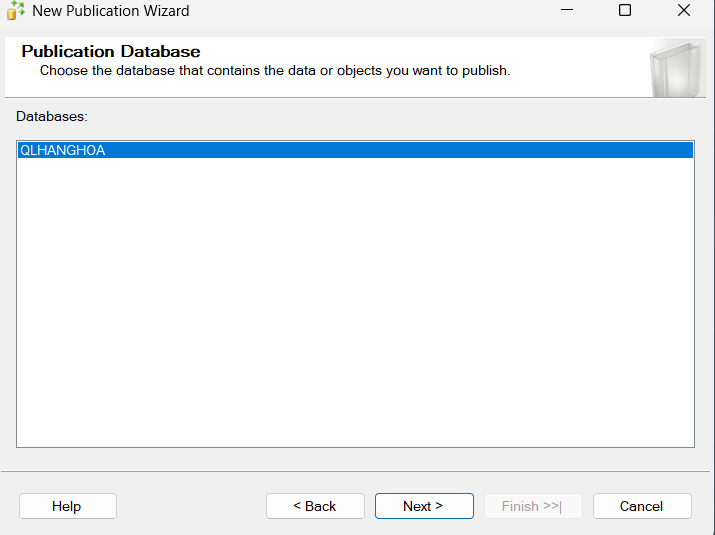 New Publication Wizard
Publication Database
Choose the database that contains the data or objects you want to publish.
Databases:
QLHANGHOA
Help
< Back
Next >
Finish >>|
Cancel